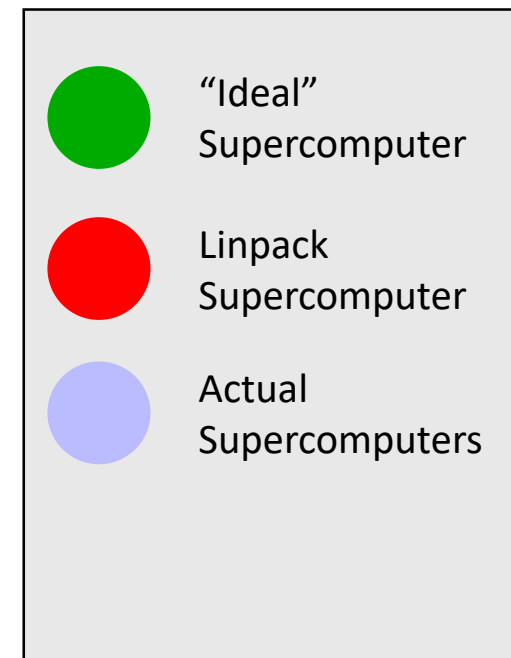 “Ideal”
Supercomputer
Linpack
Supercomputer
Actual
Supercomputers